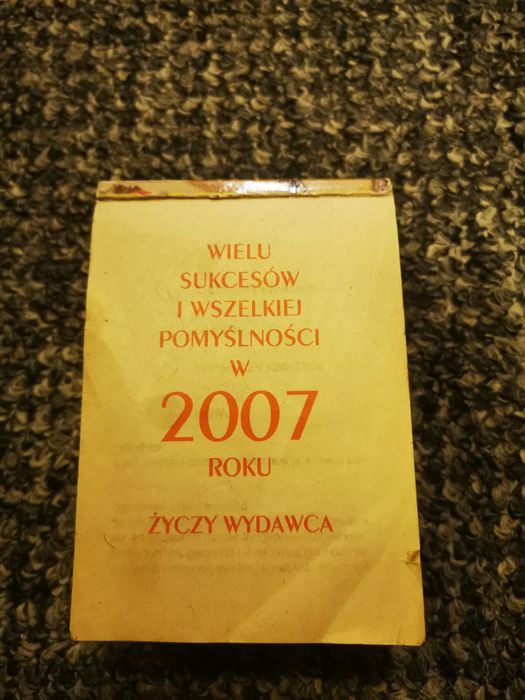 WIELU
SUKCESÓW
I WSZELKIEJ
POMYŚLNOŚCI
W
2007
ROKU
ŻYCZY WYDAWCA